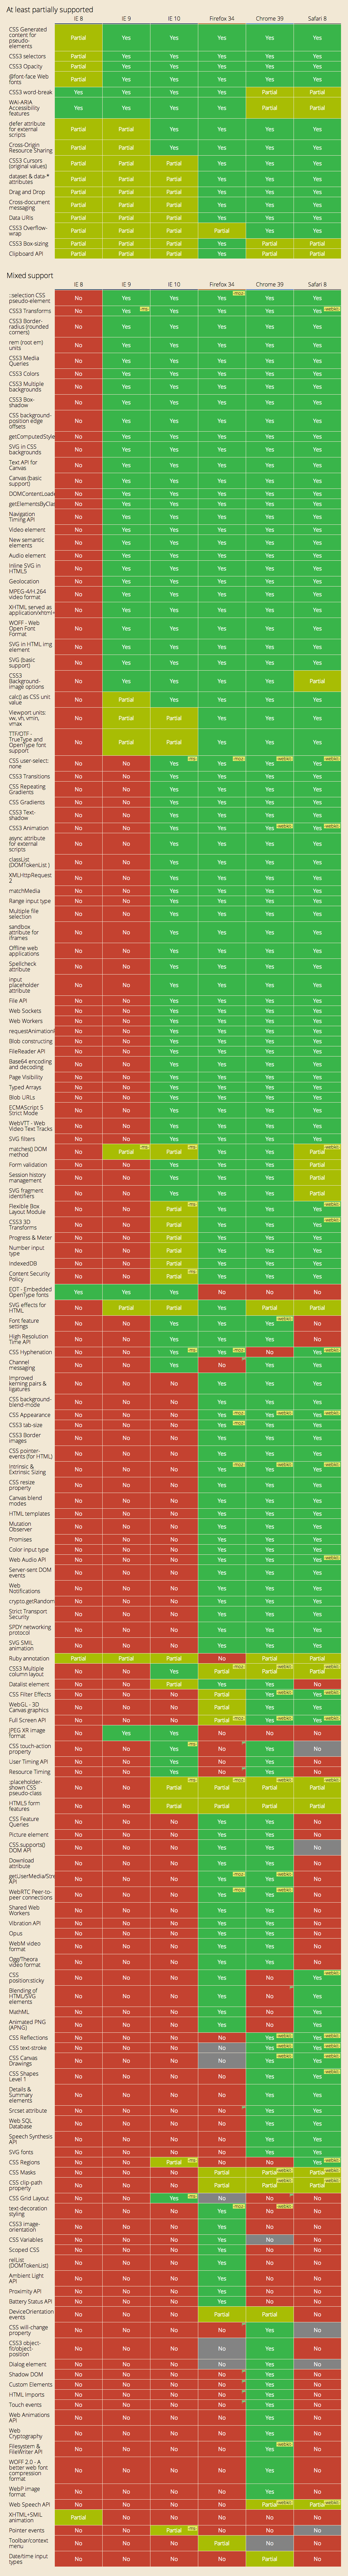 At least partially supported
IE 8 IE 9 IE 10 Firefox 34 Chrome 39 Safari 8
CSS Generated
content for
pseudo-
elements
Partial Yes Yes Yes Yes Yes
CSS3 selectors Partial Yes Yes Yes Yes Yes
CSS3 Opacity Partial Yes Yes Yes Yes Yes
@font-face Web
fonts
Partial Yes Yes Yes Yes Yes
CSS3 word-break Yes Yes Yes Yes Partial Partial
WAI-ARIA
Accessibility
features
Yes Yes Yes Yes Partial Partial
defer attribute
for external
scripts
Partial Partial Yes Yes Yes Yes
Cross-Origin
Resource Sharing
Partial Partial Yes Yes Yes Yes
CSS3 Cursors
(original values)
Partial Partial Partial Yes Yes Yes
dataset & data-*
attributes
Partial Partial Partial Yes Yes Yes
Drag and Drop Partial Partial Partial Yes Yes Yes
Cross-document
messaging
Partial Partial Partial Yes Yes Yes
Data URIs Partial Partial Partial Yes Yes Yes
CSS3 Overflow-
wrap
Partial Partial Partial Partial Yes Yes
CSS3 Box-sizing Partial Partial Partial Yes Partial Partial
Clipboard API Partial Partial Partial Yes Partial Partial
Mixed support
IE 8 IE 9 IE 10 Firefox 34 Chrome 39 Safari 8
::selection CSS
pseudo-element
No Yes Yes Yes Yes Yes
CSS3 Transforms No Yes Yes Yes Yes Yes
CSS3 Border-
radius (rounded
corners)
No Yes Yes Yes Yes Yes
rem (root em)
units
No Yes Yes Yes Yes Yes
CSS3 Media
Queries
No Yes Yes Yes Yes Yes
CSS3 Colors No Yes Yes Yes Yes Yes
CSS3 Multiple
backgrounds
No Yes Yes Yes Yes Yes
CSS3 Box-
shadow
No Yes Yes Yes Yes Yes
CSS background-
position edge
offsets
No Yes Yes Yes Yes Yes
getComputedStyle No Yes Yes Yes Yes Yes
SVG in CSS
backgrounds
No Yes Yes Yes Yes Yes
Text API for
Canvas
No Yes Yes Yes Yes Yes
Canvas (basic
support)
No Yes Yes Yes Yes Yes
DOMContentLoade No Yes Yes Yes Yes Yes
getElementsByClas No Yes Yes Yes Yes Yes
Navigation
Timing API
No Yes Yes Yes Yes Yes
Video element No Yes Yes Yes Yes Yes
New semantic
elements
No Yes Yes Yes Yes Yes
Audio element No Yes Yes Yes Yes Yes
Inline SVG in
HTML5
No Yes Yes Yes Yes Yes
Geolocation No Yes Yes Yes Yes Yes
MPEG-4/H.264
video format
No Yes Yes Yes Yes Yes
XHTML served as
application/xhtml+
No Yes Yes Yes Yes Yes
WOFF - Web
Open Font
Format
No Yes Yes Yes Yes Yes
SVG in HTML img
element
No Yes Yes Yes Yes Yes
SVG (basic
support)
No Yes Yes Yes Yes Yes
CSS3
Background-
image options
No Yes Yes Yes Yes Partial
calc() as CSS unit
value
No Partial Yes Yes Yes Yes
Viewport units:
vw, vh, vmin,
vmax
No Partial Partial Yes Yes Yes
TTF/OTF -
TrueType and
OpenType font
support
No Partial Partial Yes Yes Yes
CSS user-select:
none
No No Yes Yes Yes Yes
CSS3 Transitions No No Yes Yes Yes Yes
CSS Repeating
Gradients
No No Yes Yes Yes Yes
CSS Gradients No No Yes Yes Yes Yes
CSS3 Text-
shadow
No No Yes Yes Yes Yes
CSS3 Animation No No Yes Yes Yes Yes
async attribute
for external
scripts
No No Yes Yes Yes Yes
classList
(DOMTokenList )
No No Yes Yes Yes Yes
XMLHttpRequest
2
No No Yes Yes Yes Yes
matchMedia No No Yes Yes Yes Yes
Range input type No No Yes Yes Yes Yes
Multiple file
selection
No No Yes Yes Yes Yes
sandbox
attribute for
iframes
No No Yes Yes Yes Yes
Offline web
applications
No No Yes Yes Yes Yes
Spellcheck
attribute
No No Yes Yes Yes Yes
input
placeholder
attribute
No No Yes Yes Yes Yes
File API No No Yes Yes Yes Yes
Web Sockets No No Yes Yes Yes Yes
Web Workers No No Yes Yes Yes Yes
requestAnimationF No No Yes Yes Yes Yes
Blob constructing No No Yes Yes Yes Yes
FileReader API No No Yes Yes Yes Yes
Base64 encoding
and decoding
No No Yes Yes Yes Yes
Page Visibility No No Yes Yes Yes Yes
Typed Arrays No No Yes Yes Yes Yes
Blob URLs No No Yes Yes Yes Yes
ECMAScript 5
Strict Mode
No No Yes Yes Yes Yes
WebVTT - Web
Video Text Tracks
No No Yes Yes Yes Yes
SVG filters No No Yes Yes Yes Yes
matches() DOM
method
No Partial Partial Yes Yes Partial
Form validation No No Yes Yes Yes Partial
Session history
management
No No Yes Yes Yes Partial
SVG fragment
identifiers
No No Yes Yes Yes Partial
Flexible Box
Layout Module
No No Partial Yes Yes Yes
CSS3 3D
Transforms
No No Partial Yes Yes Yes
Progress & Meter No No Partial Yes Yes Yes
Number input
type
No No Partial Yes Yes Yes
IndexedDB No No Partial Yes Yes Yes
Content Security
Policy
No No Partial Yes Yes Yes
EOT - Embedded
OpenType fonts
Yes Yes Yes No No No
SVG effects for
HTML
No Partial Partial Yes Partial Partial
Font feature
settings
No No Yes Yes Yes No
High Resolution
Time API
No No Yes Yes Yes No
CSS Hyphenation No No Yes Yes No Yes
Channel
messaging
No No Yes No Yes Yes
Improved
kerning pairs &
ligatures
No No No Yes Yes Yes
CSS background-
blend-mode
No No No Yes Yes Yes
CSS Appearance No No No Yes Yes Yes
CSS3 tab-size No No No Yes Yes Yes
CSS3 Border
images
No No No Yes Yes Yes
CSS pointer-
events (for HTML)
No No No Yes Yes Yes
Intrinsic &
Extrinsic Sizing
No No No Yes Yes Yes
CSS resize
property
No No No Yes Yes Yes
Canvas blend
modes
No No No Yes Yes Yes
HTML templates No No No Yes Yes Yes
Mutation
Observer
No No No Yes Yes Yes
Promises No No No Yes Yes Yes
Color input type No No No Yes Yes Yes
Web Audio API No No No Yes Yes Yes
Server-sent DOM
events
No No No Yes Yes Yes
Web
Notifications
No No No Yes Yes Yes
crypto.getRandom No No No Yes Yes Yes
Strict Transport
Security
No No No Yes Yes Yes
SPDY networking
protocol
No No No Yes Yes Yes
SVG SMIL
animation
No No No Yes Yes Yes
Ruby annotation Partial Partial Partial No Partial Partial
CSS3 Multiple
column layout
No No Yes Partial Partial Partial
Datalist element No No Partial Yes Yes No
CSS Filter Effects No No No Partial Yes Yes
WebGL - 3D
Canvas graphics
No No No Partial Yes Yes
Full Screen API No No No Partial Yes Yes
JPEG XR image
format
No Yes Yes No No No
CSS touch-action
property
No No Yes No Yes No
User Timing API No No Yes No Yes No
Resource Timing No No Yes No Yes No
:placeholder-
shown CSS
pseudo-class
No No Partial Partial Partial Partial
HTML5 form
features
No No Partial Partial Partial Partial
CSS Feature
Queries
No No No Yes Yes No
Picture element No No No Yes Yes No
CSS.supports()
DOM API
No No No Yes Yes No
Download
attribute
No No No Yes Yes No
getUserMedia/Stre
API
No No No Yes Yes No
WebRTC Peer-to-
peer connections
No No No Yes Yes No
Shared Web
Workers
No No No Yes Yes No
Vibration API No No No Yes Yes No
Opus No No No Yes Yes No
WebM video
format
No No No Yes Yes No
Ogg/Theora
video format
No No No Yes Yes No
CSS
position:sticky
No No No Yes No Yes
Blending of
HTML/SVG
elements
No No No Yes No Yes
MathML No No No Yes No Yes
Animated PNG
(APNG)
No No No Yes No Yes
CSS Reflections No No No No Yes Yes
CSS text-stroke No No No No Yes Yes
CSS Canvas
Drawings
No No No No Yes Yes
CSS Shapes
Level 1
No No No No Yes Yes
Details &
Summary
elements
No No No No Yes Yes
Srcset attribute No No No No Yes Yes
Web SQL
Database
No No No No Yes Yes
Speech Synthesis
API
No No No No Yes Yes
SVG fonts No No No No Yes Yes
CSS Regions No No Partial No No Yes
CSS Masks No No No Partial Partial Partial
CSS clip-path
property
No No No Partial Partial Partial
CSS Grid Layout No No Yes No No No
text-decoration
styling
No No No Yes No No
CSS3 image-
orientation
No No No Yes No No
CSS Variables No No No Yes No No
Scoped CSS No No No Yes No No
relList
(DOMTokenList)
No No No Yes No No
Ambient Light
API
No No No Yes No No
Proximity API No No No Yes No No
Battery Status API No No No Yes No No
DeviceOrientation
events
No No No Partial Partial No
CSS will-change
property
No No No No Yes No
CSS3 object-
fit/object-
position
No No No No Yes Yes
Dialog element No No No No Yes No
Shadow DOM No No No No Yes No
Custom Elements No No No No Yes No
HTML Imports No No No No Yes No
Touch events No No No No Yes No
Web Animations
API
No No No No Yes No
Web
Cryptography
No No No No Yes No
Filesystem &
FileWriter API
No No No No Yes No
WOFF 2.0 - A
better web font
compression
format
No No No No Yes No
WebP image
format
No No No No Yes No
Web Speech API No No No No Partial Partial
XHTML+SMIL
animation
Partial No No No No No
Pointer events No No Partial No No No
Toolbar/context
menu
No No No Partial No No
Date/time input
types
No No No No Partial No